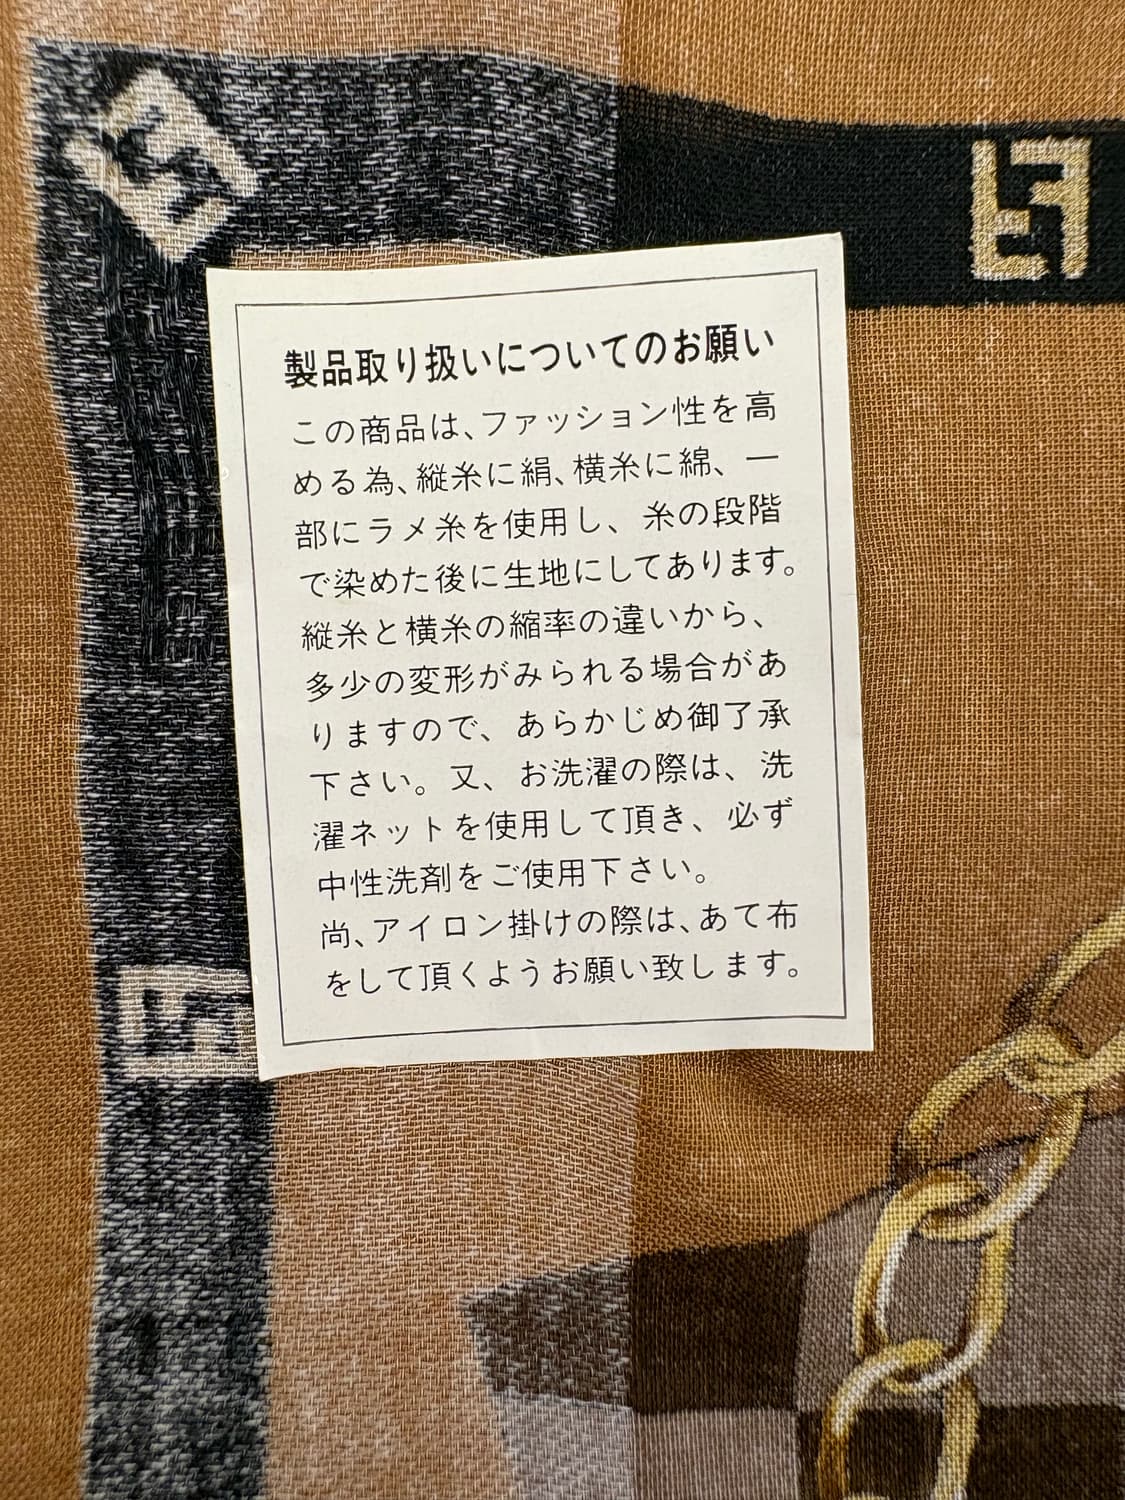 製品取り扱いについてのお願い
この商品は、ファッション性を高
める為、縦糸に絹、横糸に綿、一
部にラメ糸を使用し、糸の段階
で染めた後に生地にしてあります。
縦糸と横糸の縮率の違いから、
多少の変形がみられる場合があ
りますので、あらかじめ御了承
下さい。又、お洗濯の際は、洗
濯ネットを使用して頂き、必ず
中性洗剤をご使用下さい。
尚、アイロン掛けの際は、あて布
をして頂くようお願い致します。